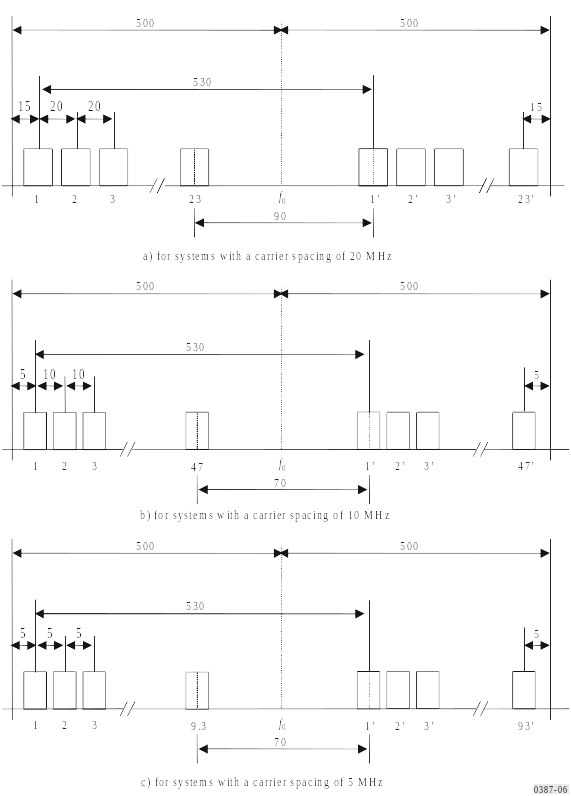 500 500
530
15 20 20 15
1 2 3 23 f0 1' 2' 3' 23'
90
a) for systems with a carrier spacing of 20 MHz
500 500
530
5 10 10 5
1 2 3 47 f0 1' 2' 3' 47'
70
b) for systems with a carrier spacing of 10 MHz
500 500
530
5 5 5 5
1 2 3 9.3 f0 1' 2' 3' 93'
70
c) for systems with a carrier spacing of 5 MHz
0387-06